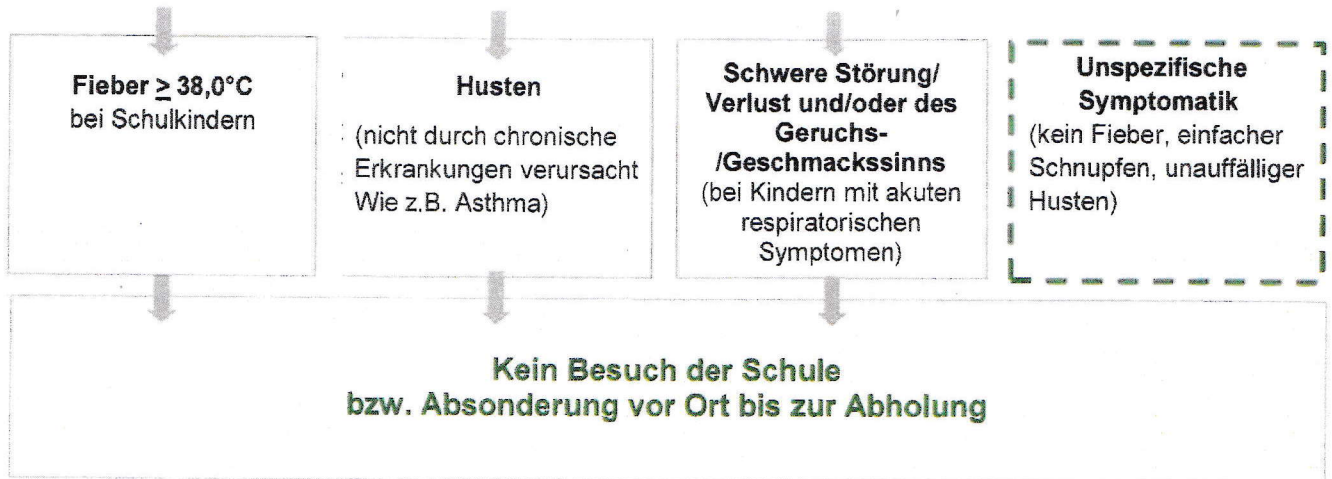 Fieber ≥ 38,0°C
bei Schulkindern
Husten
(nicht durch chronische
Erkrankungen verursacht
Wie z.B. Asthma)
Schwere Störung/
Verlust und/oder des
Geruchs-
/Geschmackssinns
(bei Kindern mit akuten
respiratorischen
Symptomen)
Unspezifische
Symptomatik
(kein Fieber, einfacher
Schnupfen, unauffälliger
Husten)
Kein Besuch der Schule
bzw. Absonderung vor Ort bis zur Abholung